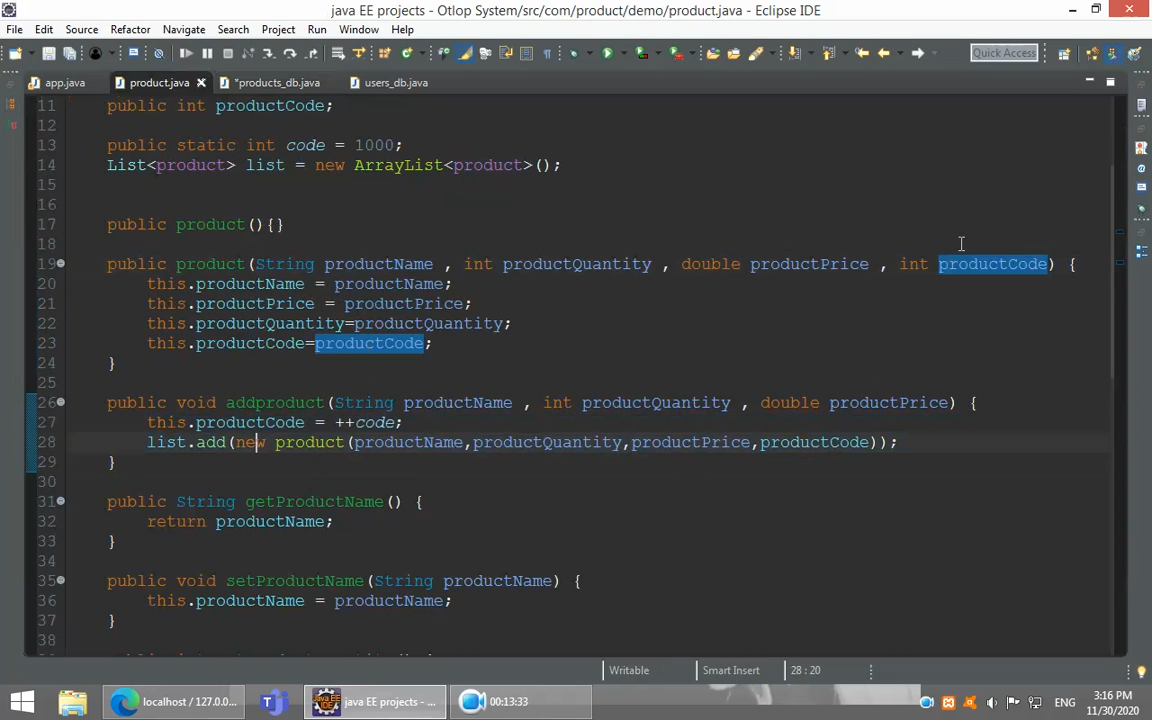 java EE projects - Otlop System/src/com/product/demo/product.java - Eclipse IDE
File Edit Source Refactor Navigate Search Project Run Window Help
Quick Access
app.java product.java *products_db.java users_db.java
11 public int productCode;
12
13 public static int code = 1000;
14 List<product> list = new ArrayList<product>();
15
16
17 public product(){}
18
19 public product(String productName , int productQuantity , double productPrice , int productCode) {
20 this.productName = productName;
21 this.productPrice = productPrice;
22 this.productQuantity=productQuantity;
23 this.productCode=productCode;
24 }
25
26 public void addproduct(String productName , int productQuantity , double productPrice) {
27 this.productCode = ++code;
28 list.add(new product(productName,productQuantity,productPrice,productCode));
29 }
30
31 public String getProductName() {
32 return productName;
33 }
34
35 public void setProductName(String productName) {
36 this.productName = productName;
37 }
38
Writable Smart Insert 28 : 20
localhost / 127.0.0... java EE projects - ... 00:13:33 ENG 3:16 PM
11/30/2020